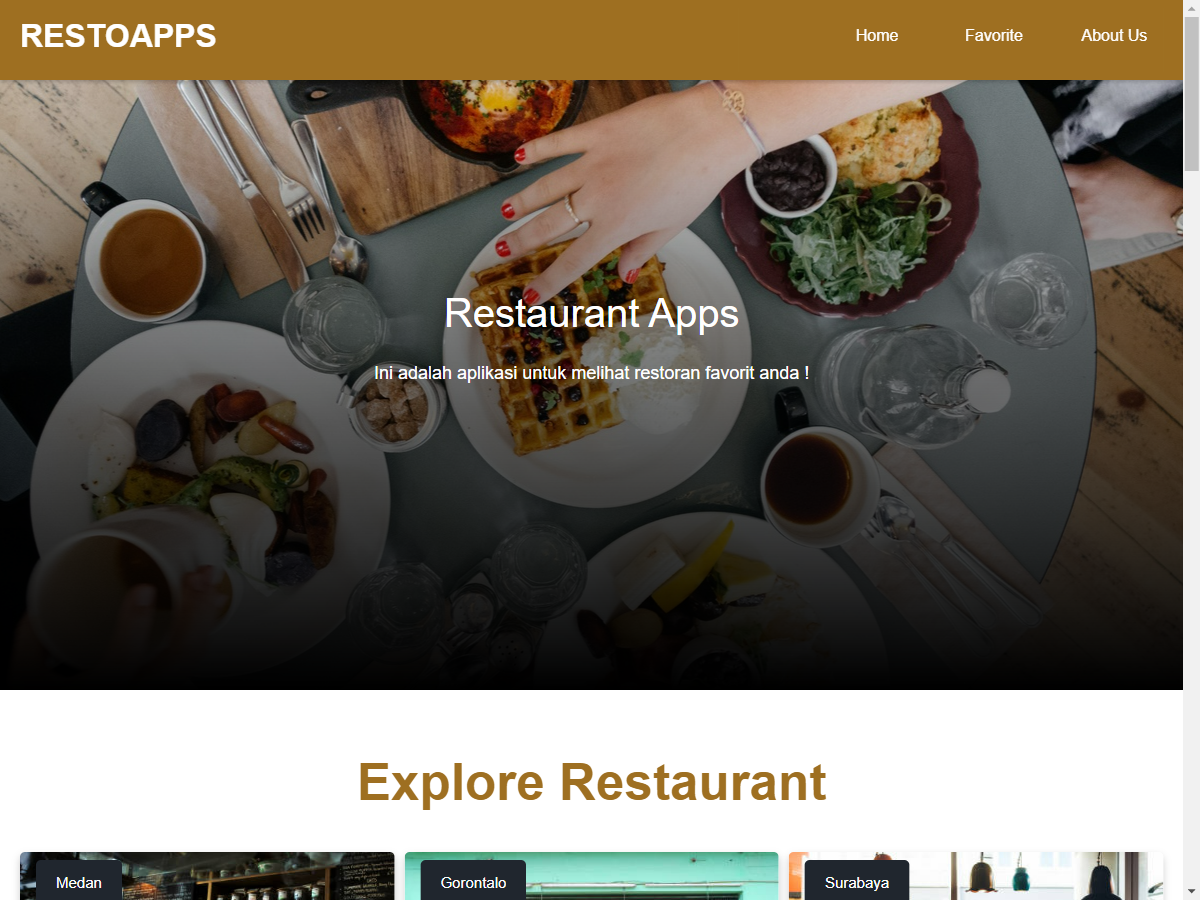 RESTOAPPS
Home
Favorite
About Us
Restaurant Apps
Ini adalah aplikasi untuk melihat restoran favorit anda !
Explore Restaurant
Medan
Gorontalo
Surabaya